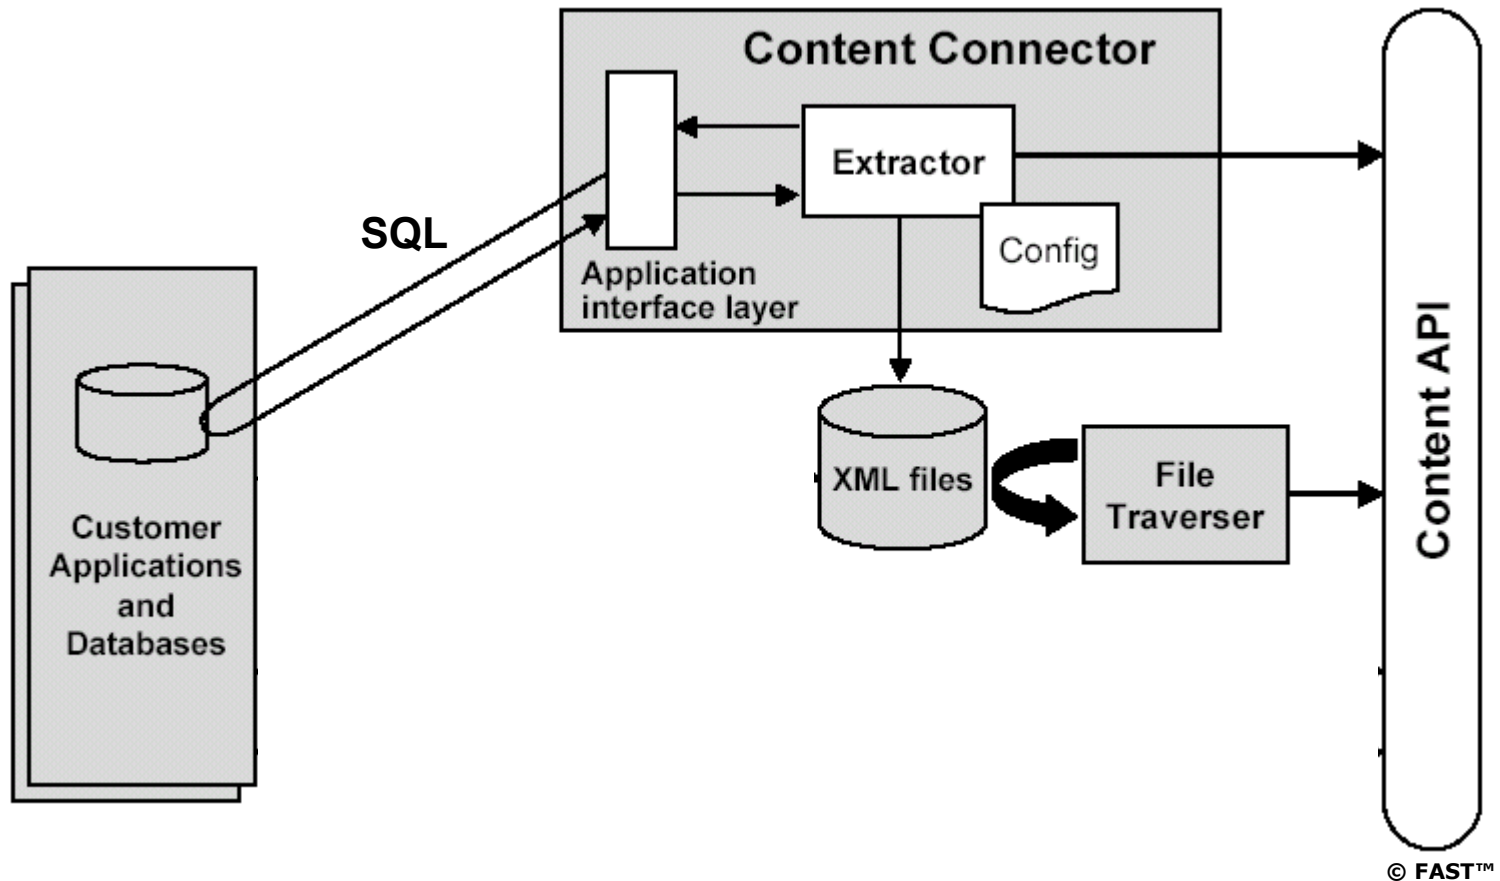 Content Connector
Extractor
SQL
Config
Application
interface layer
Content API
XML files
File
Traverser
Customer
Applications
and
Databases
© FAST™